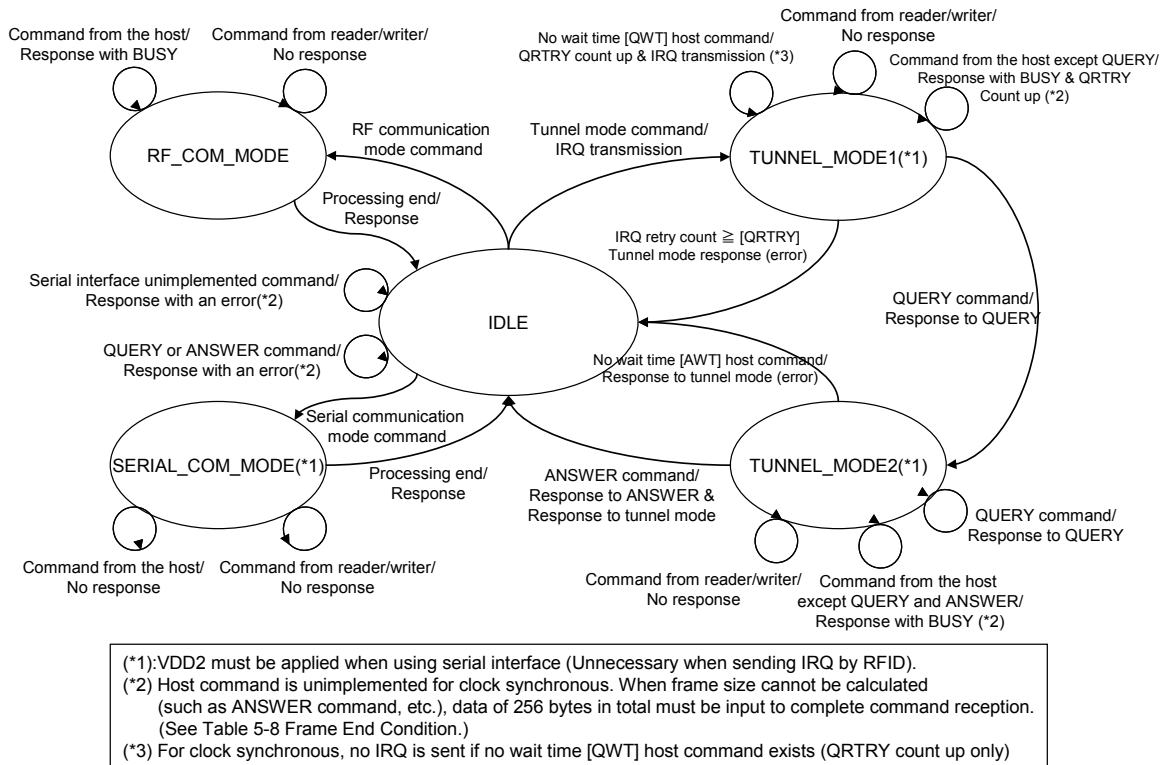 Command from the host/
Response with BUSY
Command from reader/writer/
No response
No wait time [QWT] host command/
QRTRY count up & IRQ transmission (*3)
Command from reader/writer/
No response
Command from the host except QUERY/
Response with BUSY & QRTRY
Count up (*2)
RF_COM_MODE
RF communication
mode command
Tunnel mode command/
IRQ transmission
TUNNEL_MODE1(*1)
Processing end/
Response
IRQ retry count ≧ [QRTRY]
Tunnel mode response (error)
Serial interface unimplemented command/
Response with an error(*2)
IDLE
QUERY command/
Response to QUERY
QUERY or ANSWER command/
Response with an error(*2)
No wait time [AWT] host command/
Response to tunnel mode (error)
Serial communication
mode command
SERIAL_COM_MODE(*1)
Processing end/
Response
ANSWER command/
Response to ANSWER &
Response to tunnel mode
TUNNEL_MODE2(*1)
QUERY command/
Response to QUERY
Command from the host/
No response
Command from reader/writer/
No response
Command from reader/writer/
No response
Command from the host
except QUERY and ANSWER/
Response with BUSY (*2)
(*1):VDD2 must be applied when using serial interface (Unnecessary when sending IRQ by RFID).
(*2) Host command is unimplemented for clock synchronous. When frame size cannot be calculated
(such as ANSWER command, etc.), data of 256 bytes in total must be input to complete command reception.
(See Table 5-8 Frame End Condition.)
(*3) For clock synchronous, no IRQ is sent if no wait time [QWT] host command exists (QRTRY count up only)